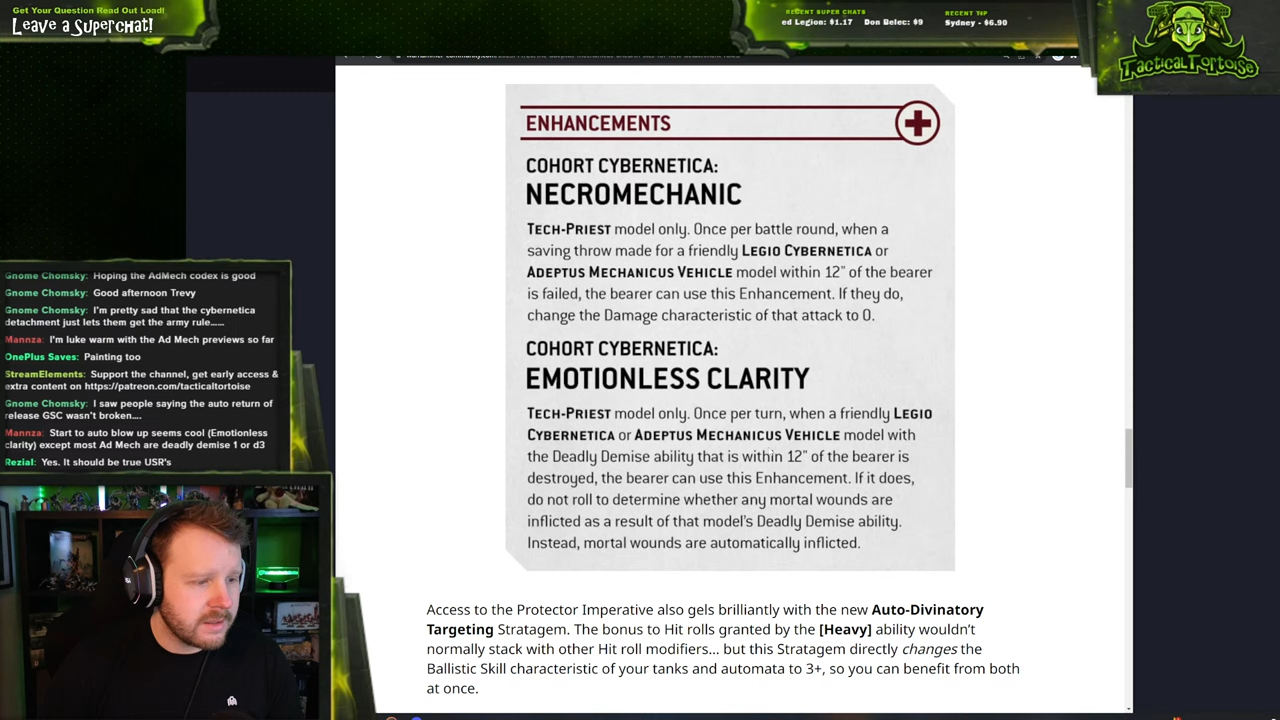 Get Your Question Read Out Load!
Leave a Superchat!
RECENT SUPER CHATS
ed Legion: $1.17 Don Belec: $9
RECENT TIP
Sydney - $6.90
TACTICALTORTOISE
ENHANCEMENTS
COHORT CYBERNETICA:
NECROMECHANIC
TECH-PRIEST model only. Once per battle round, when a
saving throw made for a friendly LEGIO CYBERNETICA or
ADEPTUS MECHANICUS VEHICLE model within 12" of the bearer
is failed, the bearer can use this Enhancement. If they do,
change the Damage characteristic of that attack to 0.
COHORT CYBERNETICA:
EMOTIONLESS CLARITY
TECH-PRIEST model only. Once per turn, when a friendly LEGIO
CYBERNETICA or ADEPTUS MECHANICUS VEHICLE model with
the Deadly Demise ability that is within 12" of the bearer is
destroyed, the bearer can use this Enhancement. If it does,
do not roll to determine whether any mortal wounds are
inflicted as a result of that model's Deadly Demise ability.
Instead, mortal wounds are automatically inflicted.
Access to the Protector Imperative also gels brilliantly with the new Auto-Divinatory
Targeting Stratagem. The bonus to Hit rolls granted by the [Heavy] ability wouldn't
normally stack with other Hit roll modifiers... but this Stratagem directly changes the
Ballistic Skill characteristic of your tanks and automata to 3+, so you can benefit from both
at once.
Gnome Chomsky: Hoping the AdMech codex is good
Gnome Chomsky: Good afternoon Trevy
Gnome Chomsky: I'm pretty sad that the cybernetica
detachment just lets them get the army rule......
Mannza: I'm luke warm with the Ad Mech previews so far
OnePlus Saves: Painting too
StreamElements: Support the channel, get early access &
extra content on https://patreon.com/tacticaltortoise
Gnome Chomsky: I saw people saying the auto return of
release GSC wasn't broken....
Mannza: Start to auto blow up seems cool (Emotionless
clarity) except most Ad Mech are deadly demise 1 or d3
Rezial: Yes. It should be true USR's